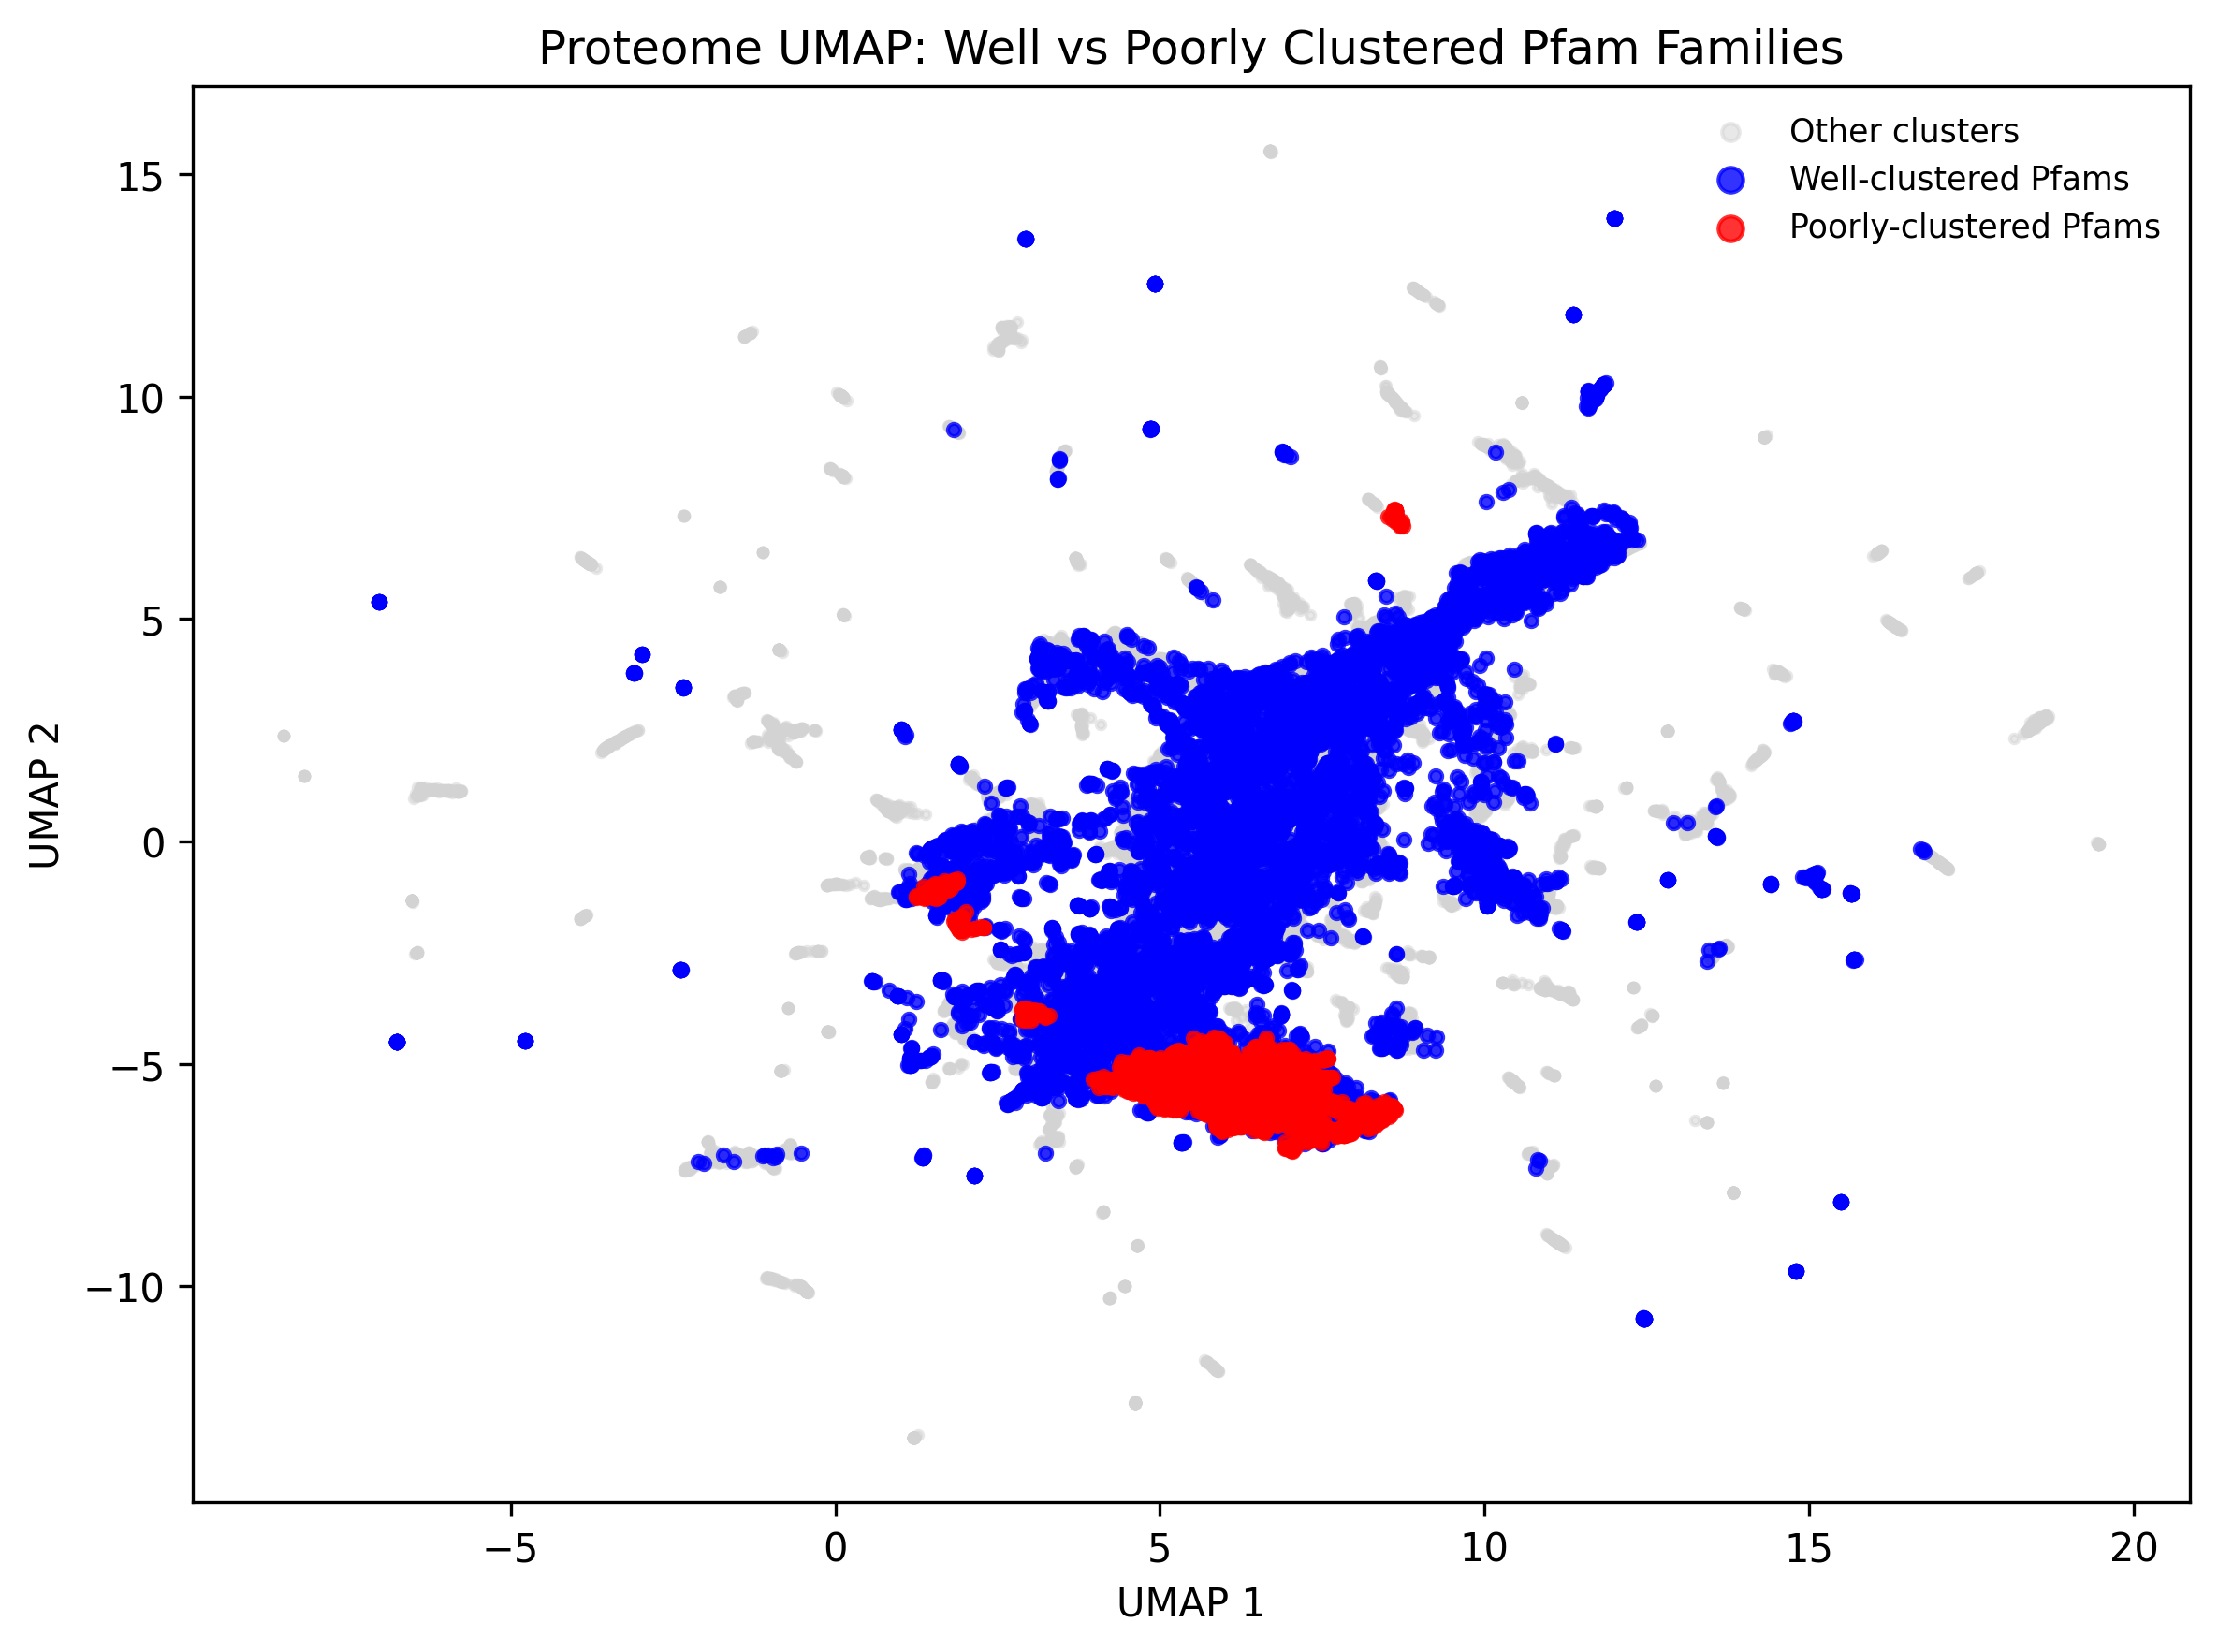 Proteome UMAP: Well vs Poorly Clustered Pfam Families
Other clusters
Well-clustered Pfams
Poorly-clustered Pfams
15
10
5
0
−5
−10
UMAP 2
−5
0
5
10
15
20
UMAP 1